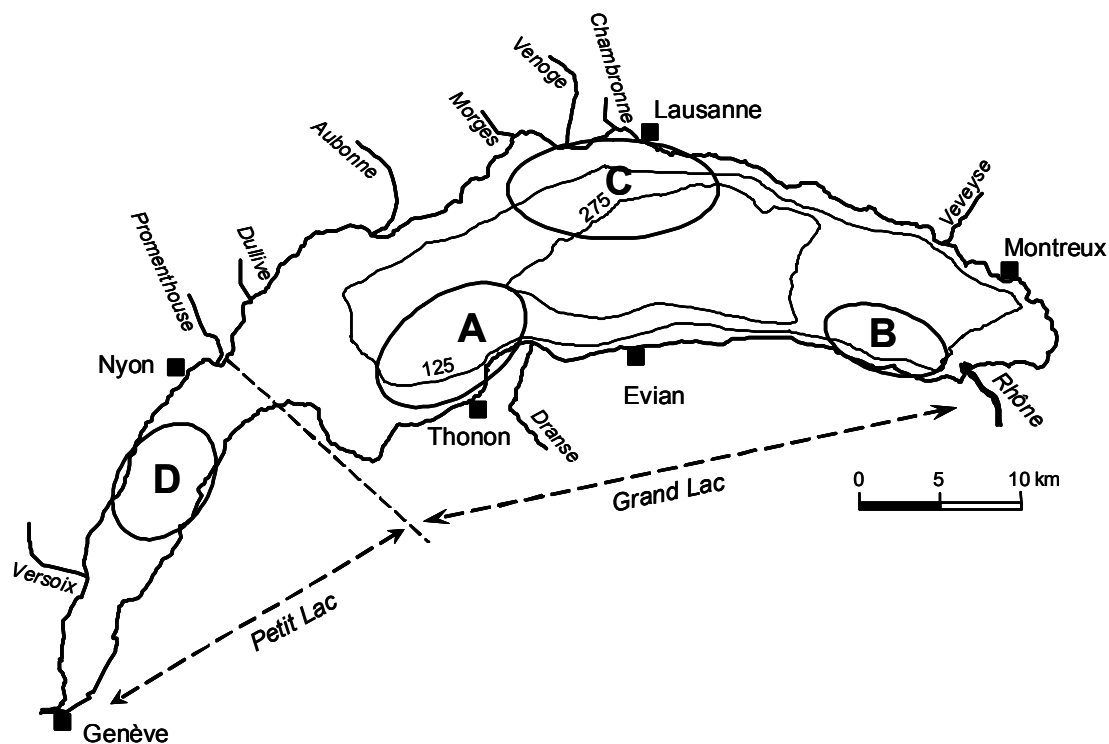 Chambronne
Venoge
Morges
Lausanne
Aubonne
C
275
Veveyse
Promenthouse
Dullive
Montreux
A
B
Nyon
125
Evian
Rhône
Thonon
Dranse
D
Grand Lac
0 5 10 km
Versoix
Petit Lac
Genève